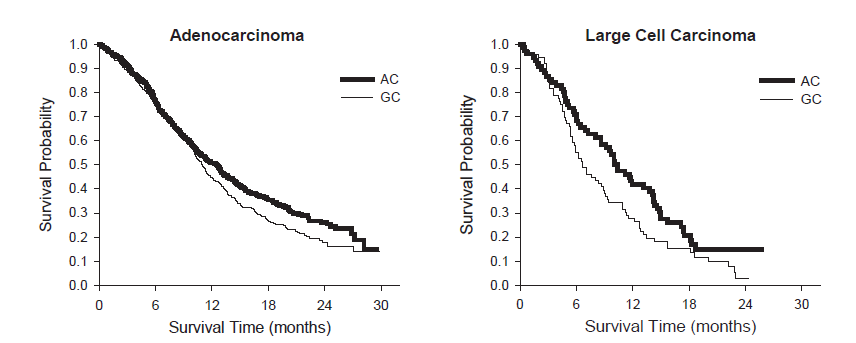 Adenocarcinoma
Survival Probability
1.0
0.9
0.8
0.7
0.6
0.5
0.4
0.3
0.2
0.1
0.0
AC
GC
0 6 12 18 24 30
Survival Time (months)
Large Cell Carcinoma
Survival Probability
1.0
0.9
0.8
0.7
0.6
0.5
0.4
0.3
0.2
0.1
0.0
AC
GC
0 6 12 18 24 30
Survival Time (months)